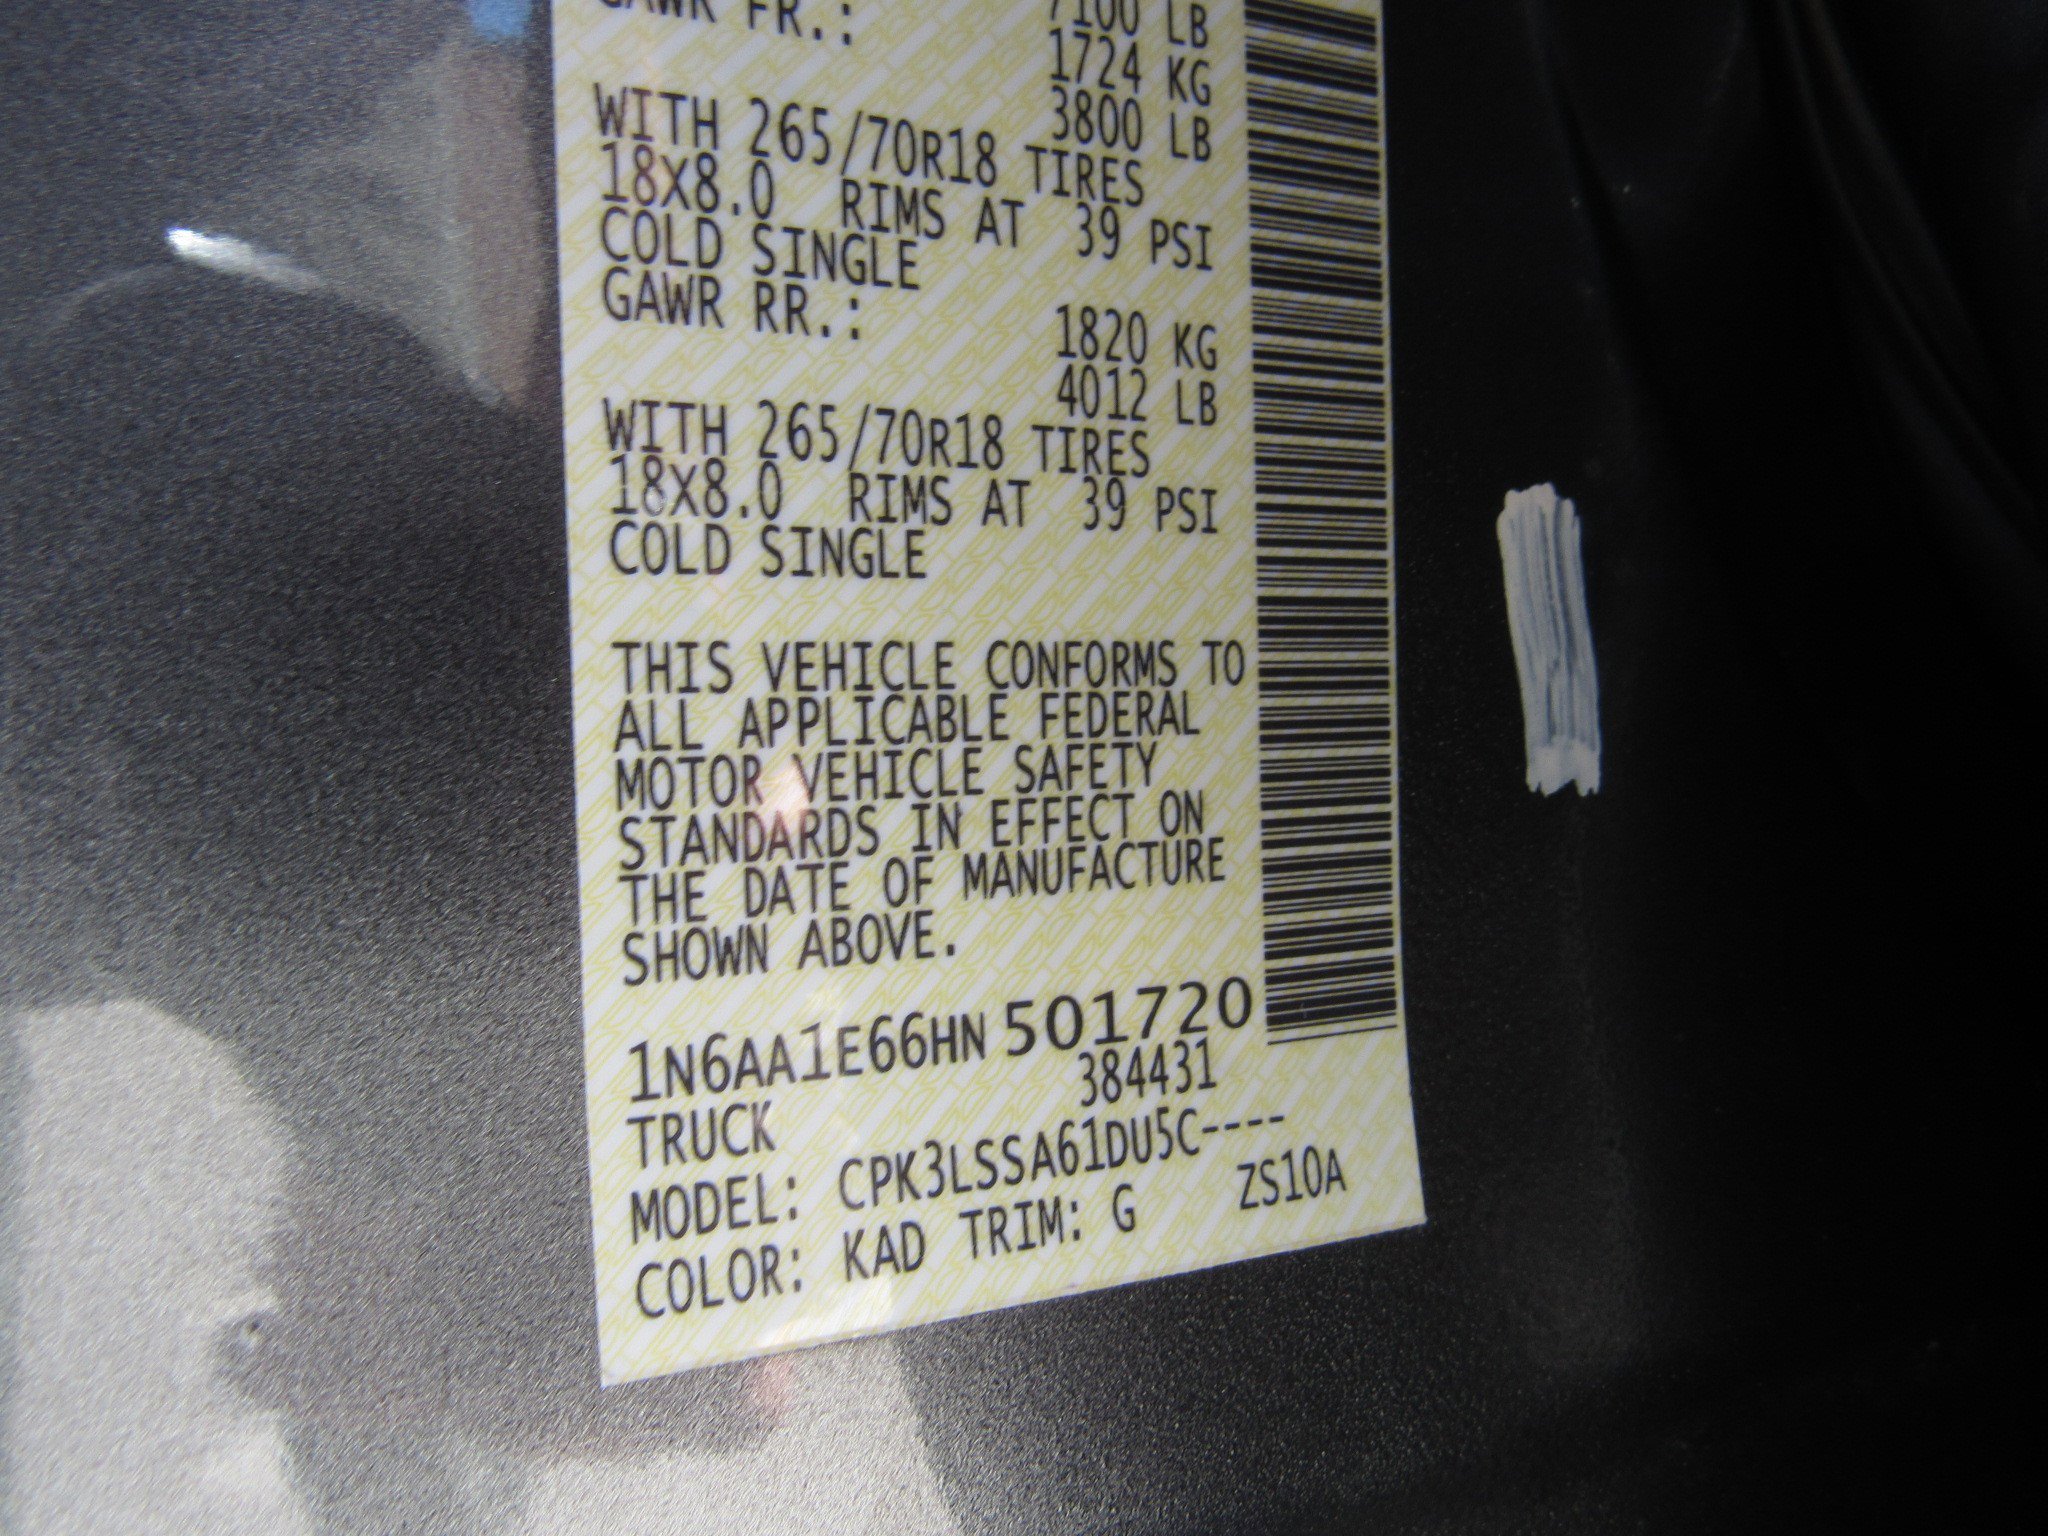 GAWR FR.: 7100 LB
1724 KG
3800 LB
WITH 265/70R18 TIRES
18X8.0 RIMS AT 39 PSI
COLD SINGLE
GAWR RR.: 1820 KG
4012 LB
WITH 265/70R18 TIRES
18X8.0 RIMS AT 39 PSI
COLD SINGLE
THIS VEHICLE CONFORMS TO
ALL APPLICABLE FEDERAL
MOTOR VEHICLE SAFETY
STANDARDS IN EFFECT ON
THE DATE OF MANUFACTURE
SHOWN ABOVE.
1N6AA1E66HN501720
TRUCK 384431
MODEL: CPK3LSSA61DU5C----
COLOR: KAD TRIM: G ZS10A